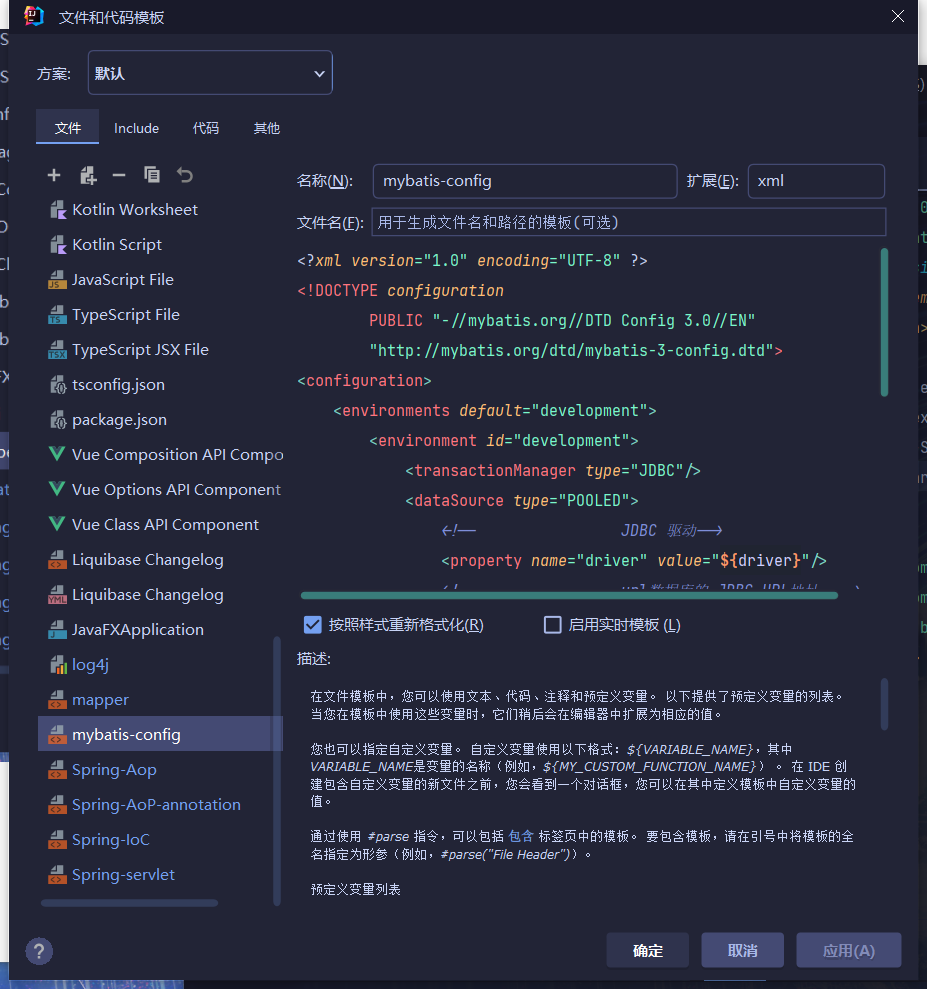 文件和代码模板
方案: 默认
文件 Include 代码 其他
名称(N): mybatis-config 扩展(E): xml
文件名(F): 用于生成文件名和路径的模板(可选)
Kotlin Worksheet
Kotlin Script
JavaScript File
TypeScript File
TypeScript JSX File
tsconfig.json
package.json
Vue Composition API Compo
Vue Options API Component
Vue Class API Component
Liquibase Changelog
Liquibase Changelog
JavaFXApplication
log4j
mapper
mybatis-config
Spring-Aop
Spring-AoP-annotation
Spring-IoC
Spring-servlet
<?xml version="1.0" encoding="UTF-8" ?>
<!DOCTYPE configuration
PUBLIC "-//mybatis.org//DTD Config 3.0//EN"
"http://mybatis.org/dtd/mybatis-3-config.dtd">
<configuration>
<environments default="development">
<environment id="development">
<transactionManager type="JDBC"/>
<dataSource type="POOLED">
<!-- JDBC 驱动-->
<property name="driver" value="${driver}"/>
按照样式重新格式化(R) 启用实时模板 (L)
描述:
在文件模板中，您可以使用文本、代码、注释和预定义变量。 以下提供了预定义变量的列表。
当您在模板中使用这些变量时，它们稍后会在编辑器中扩展为相应的值。
您也可以指定自定义变量。 自定义变量使用以下格式：${VARIABLE_NAME}，其中
VARIABLE_NAME是变量的名称（例如，${MY_CUSTOM_FUNCTION_NAME}） 。 在 IDE 创
建包含自定义变量的新文件之前，您会看到一个对话框，您可以在其中定义模板中自定义变量的
值。
通过使用 #parse 指令，可以包括 包含 标签页中的模板。 要包含模板，请在引号中将模板的全
名指定为形参（例如，#parse("File Header")）。
预定义变量列表
?
确定 取消 应用(A)